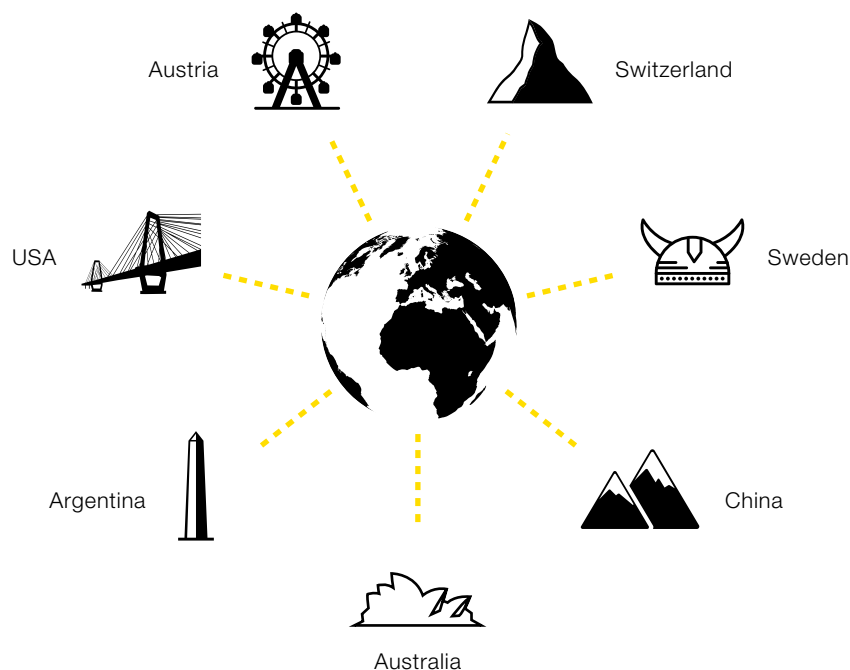 Austria
Switzerland
USA
Sweden
Argentina
China
Australia